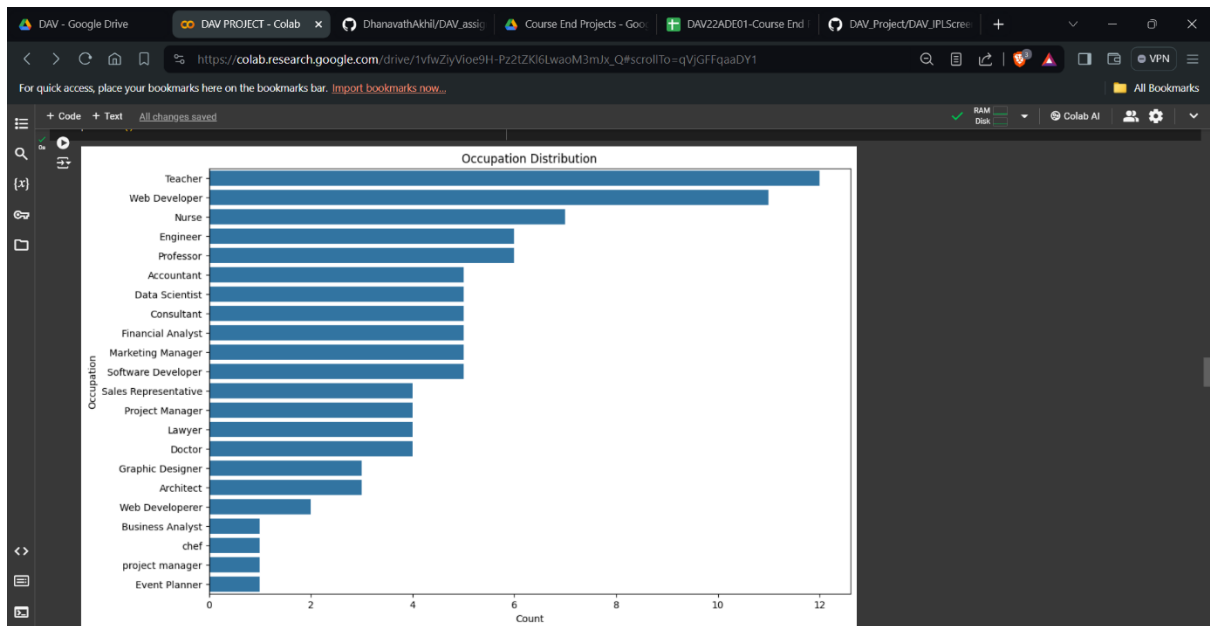 DAV - Google Drive
DAV PROJECT - Colab
DhanavathAkhil/DAV_assig
Course End Projects - Goo
DAV22ADE01-Course End
DAV_Project/DAV_IPLScree
https://colab.research.google.com/drive/1vfwZiyVioe9H-Pz2tZKl6LwaoM3mJx_Q#scrollTo=qVjGFFqaaDY1
3
VPN
For quick access, place your bookmarks here on the bookmarks bar. Import bookmarks now...
All Bookmarks
+ Code + Text All changes saved
RAM
Disk
Colab AI
{x}
0s
Occupation Distribution
Teacher
Web Developer
Nurse
Engineer
Professor
Accountant
Data Scientist
Consultant
Financial Analyst
Marketing Manager
Software Developer
Sales Representative
Project Manager
Lawyer
Doctor
Graphic Designer
Architect
Web Developerer
Business Analyst
chef
project manager
Event Planner
Occupation
0 2 4 6 8 10 12
Count